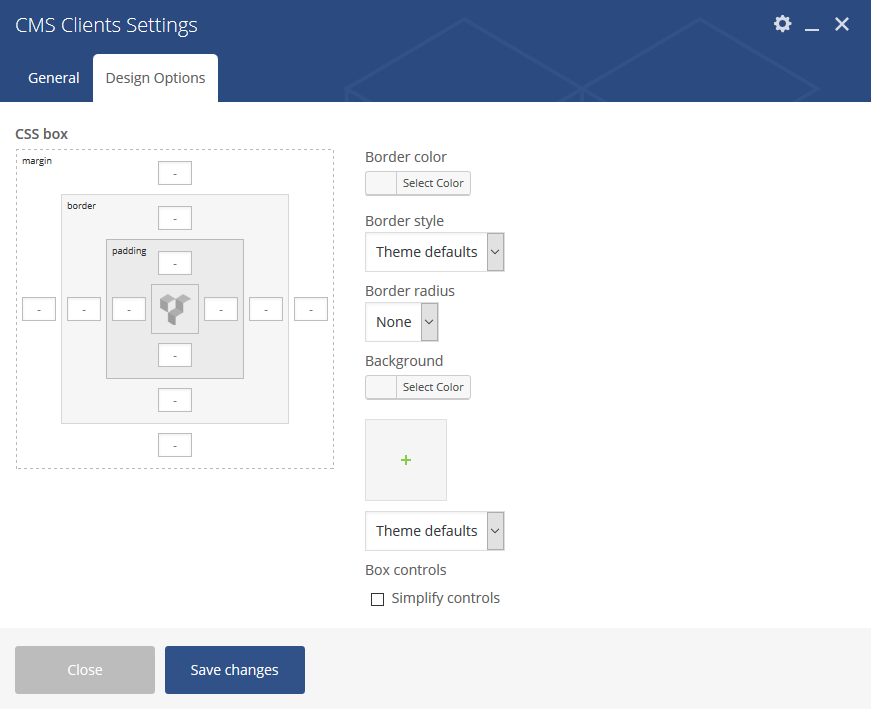 CMS Clients Settings
General
Design Options
CSS box
margin
-
border
-
padding
-
- - - - - -
-
-
-
Border color
Select Color
Border style
Theme defaults
Border radius
None
Background
Select Color
+
Theme defaults
Box controls
Simplify controls
Close
Save changes